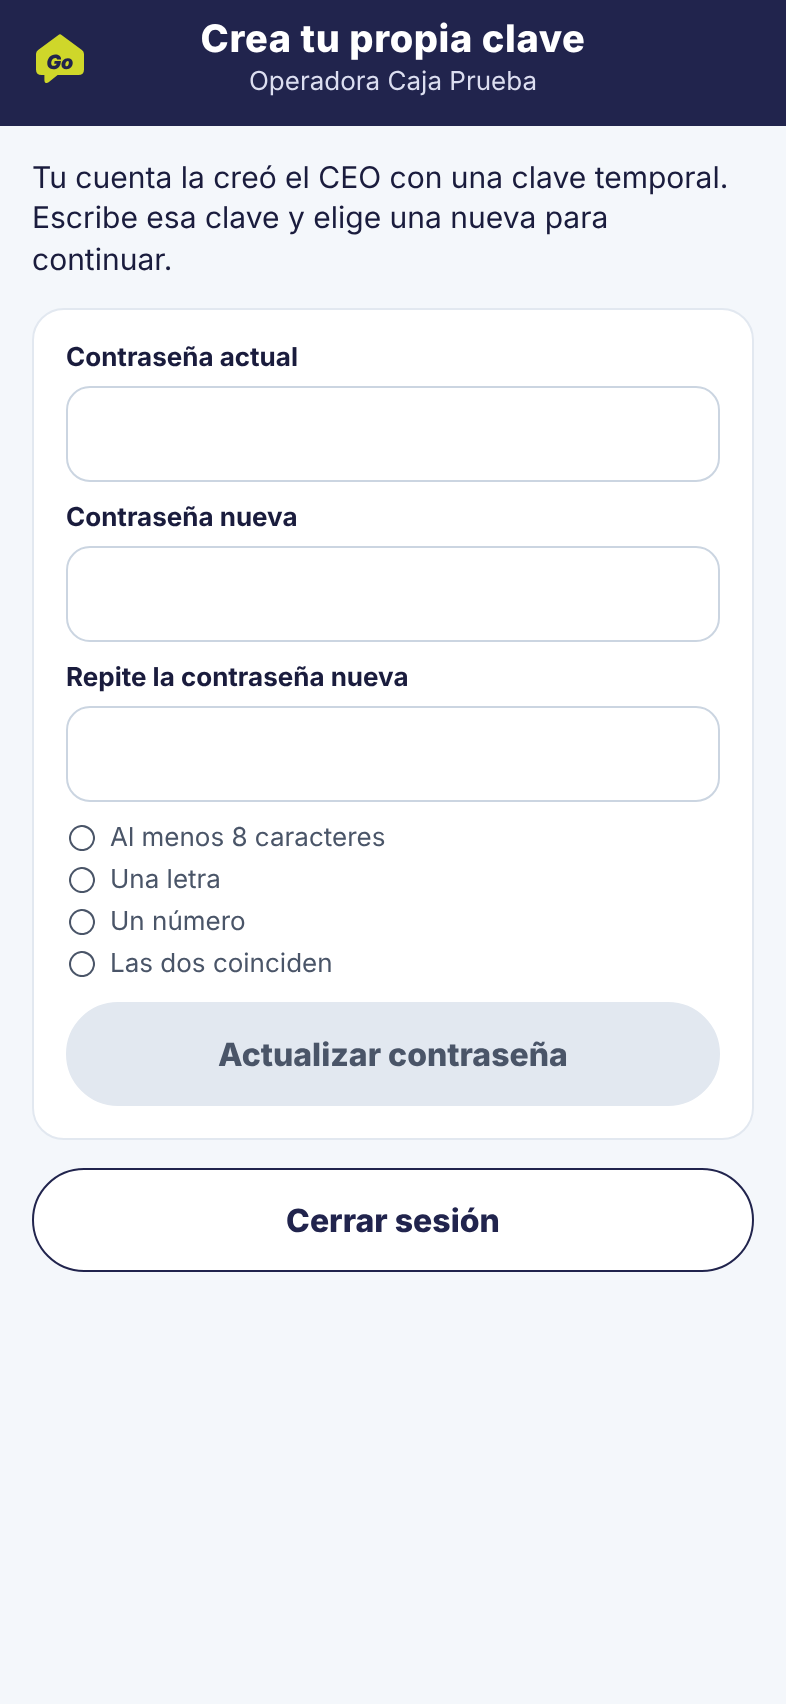 Go
Crea tu propia clave
Operadora Caja Prueba
Tu cuenta la creó el CEO con una clave temporal.
Escribe esa clave y elige una nueva para
continuar.
Contraseña actual
Contraseña nueva
Repite la contraseña nueva
Al menos 8 caracteres
Una letra
Un número
Las dos coinciden
Actualizar contraseña
Cerrar sesión